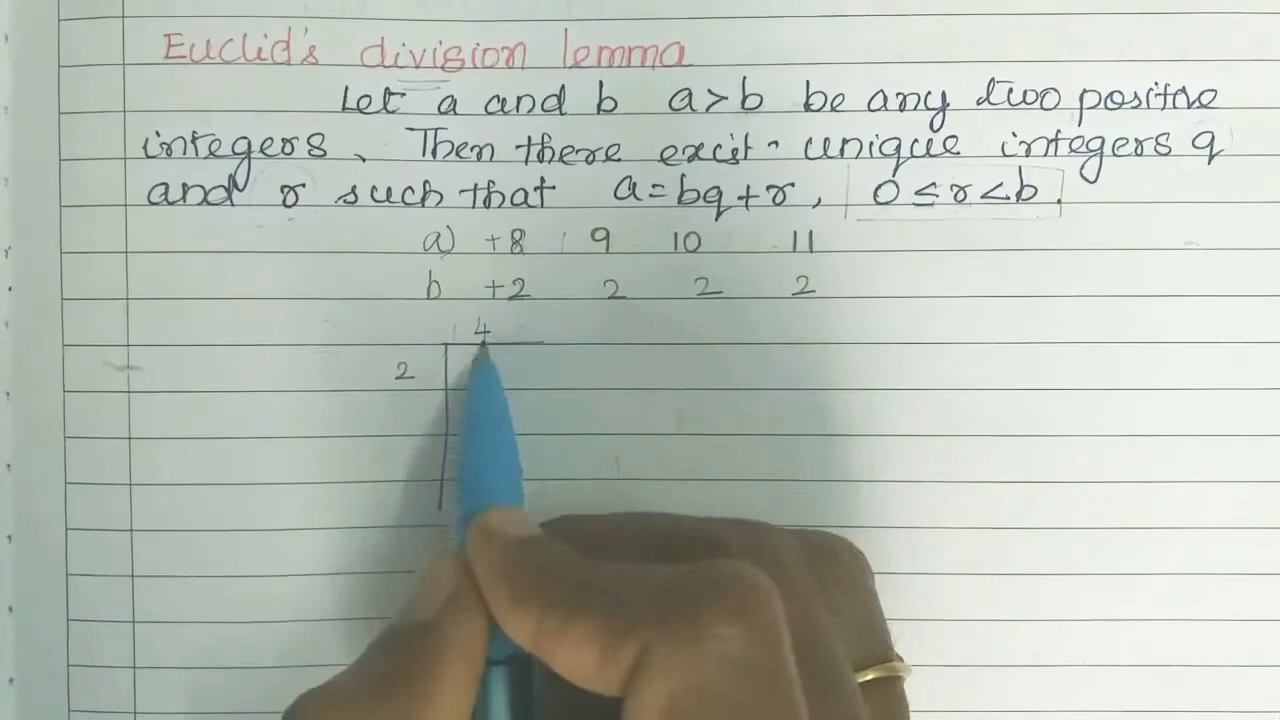 Euclid's division lemma
Let a and b a>b be any two positive
integers, Then there excist unique integers q
and r such that a=bq+r, 0≤r<b.
a) +8 9 10 11
b +2 2 2 2
4
2